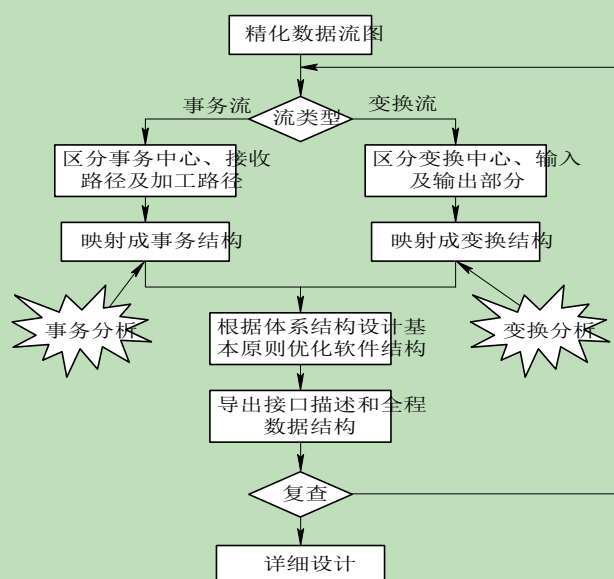 精化数据流图
事务流
流类型
变换流
区分事务中心、接收
路径及加工路径
区分变换中心、输入
及输出部分
映射成事务结构
映射成变换结构
事务分析
根据体系结构设计基
本原则优化软件结构
变换分析
导出接口描述和全程
数据结构
复查
详细设计